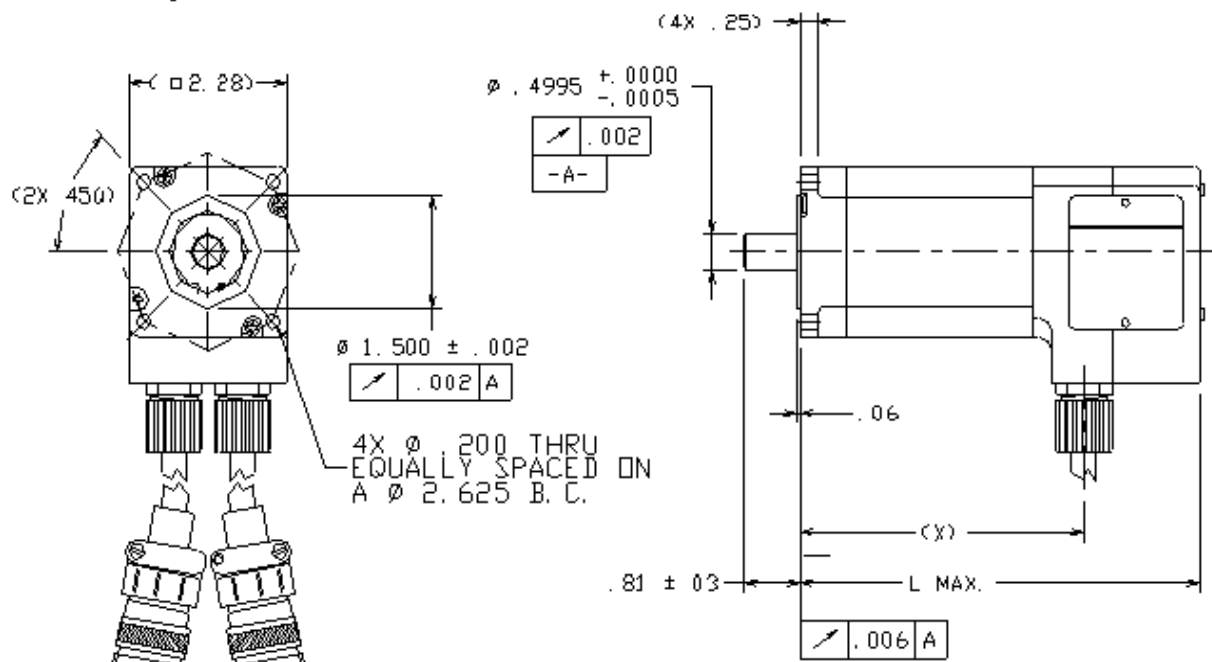 (4X .25)
(□2.28)
Ø .4995 +.0000
-.0005
↗ .002
-A-
(2X 45@)
Ø 1.500 ± .002
↗ .002 A
.06
4X Ø .200 THRU
EQUALLY SPACED ON
A Ø 2.625 B.C.
(X)
.81 ± 03
L MAX.
↗ .006 A